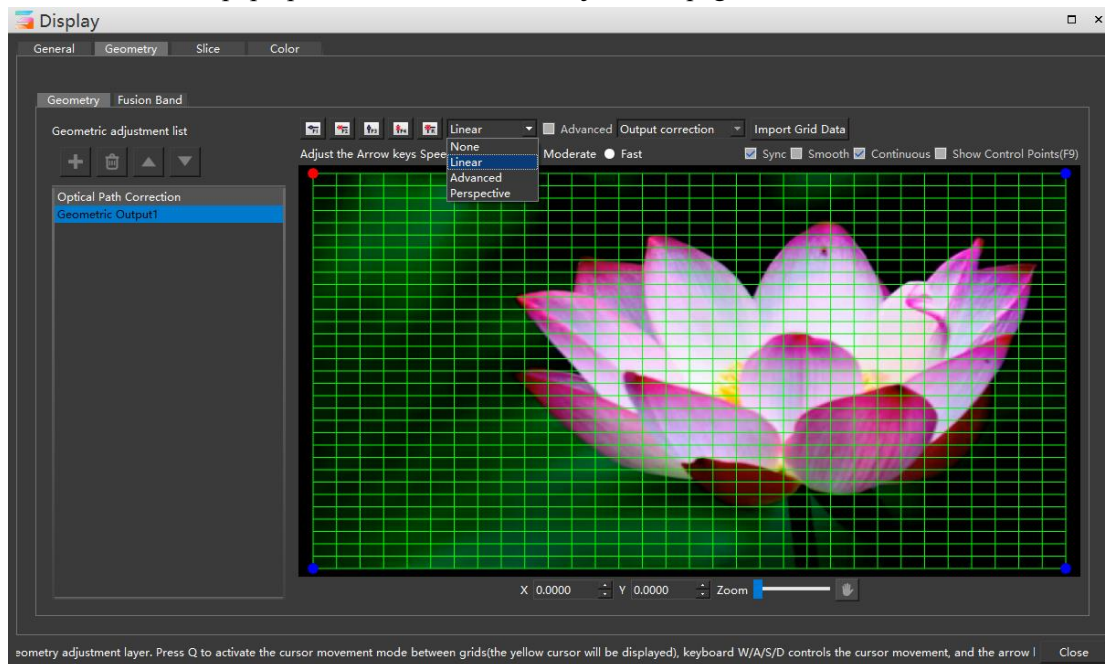 Display
General Geometry Slice Color
Geometry Fusion Band
Geometric adjustment list
Linear Advanced Output correction Import Grid Data
None
Adjust the Arrow keys Spee Moderate Fast Sync Smooth Continuous Show Control Points(F9)
Linear
Advanced
Perspective
Optical Path Correction
Geometric Output1
X 0.0000 Y 0.0000 Zoom
eometry adjustment layer. Press Q to activate the cursor movement mode between grids(the yellow cursor will be displayed), keyboard W/A/S/D controls the cursor movement, and the arrow l Close